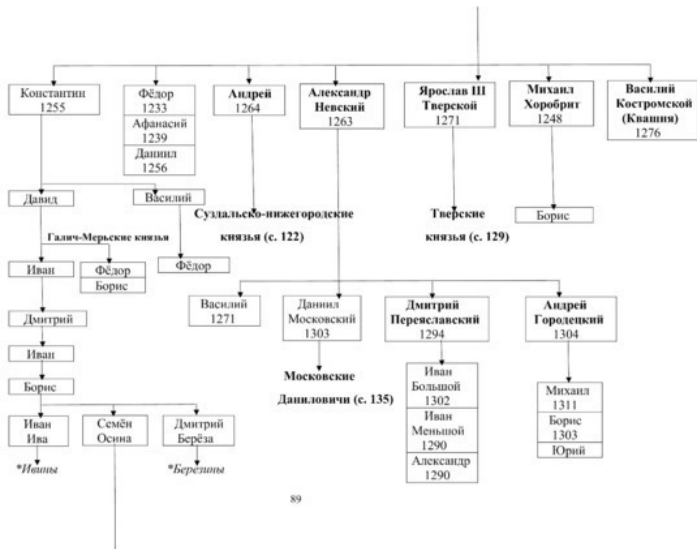 Константин
1255
Фёдор
1233
Афанасий
1239
Даниил
1256
Андрей
1264
Александр
Невский
1263
Ярослав III
Тверской
1271
Михаил
Хоробрит
1248
Василий
Костромской
(Квашня)
1276
Давид
Василий
Суздальско-нижегородские
князья (с. 122)
Тверские
князья (с. 129)
Борис
Галич-Мерьские князья
Иван
Фёдор
Борис
Фёдор
Василий
1271
Даниил
Московский
1303
Дмитрий
Переяславский
1294
Андрей
Городецкий
1304
Дмитрий
Иван
Борис
Московские
Даниловичи (с. 135)
Иван
Большой
1302
Иван
Меньшой
1290
Александр
1290
Михаил
1311
Борис
1303
Юрий
Иван
Ива
Семён
Осина
Дмитрий
Берёза
*Ивины
*Березины
89